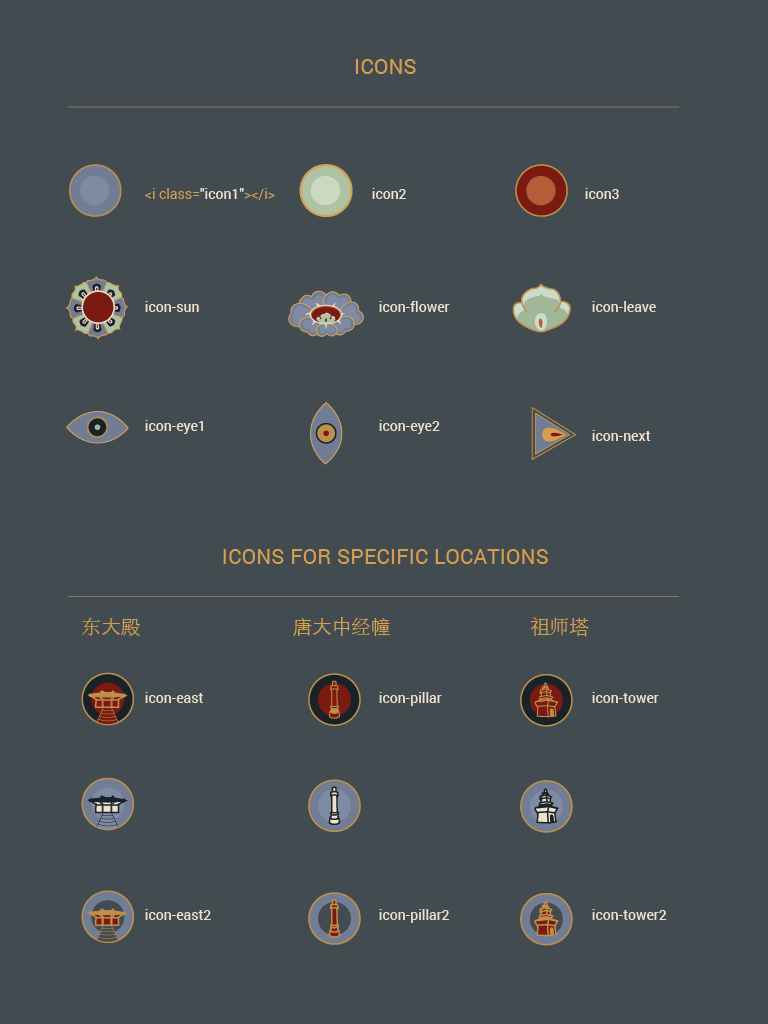 ICONS
<i class="icon1"></i> icon2 icon3
icon-sun icon-flower icon-leave
icon-eye1 icon-eye2 icon-next
ICONS FOR SPECIFIC LOCATIONS
东大殿 唐大中经幢 祖师塔
icon-east icon-pillar icon-tower
icon-east2 icon-pillar2 icon-tower2